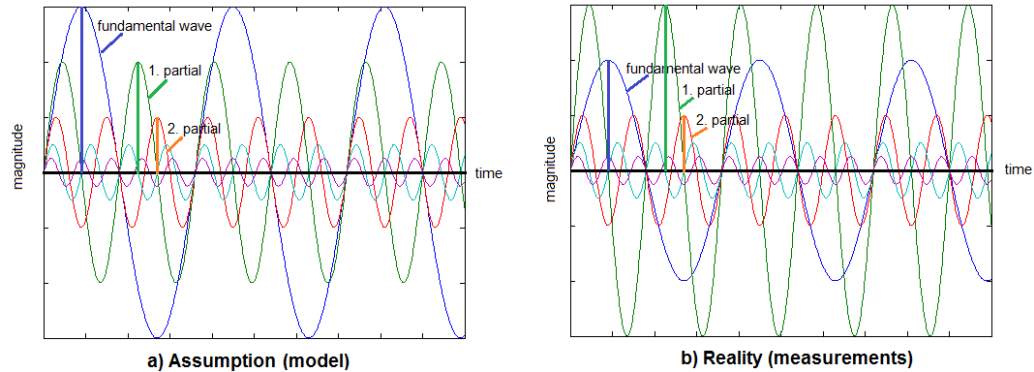 magnitude
fundamental wave
1. partial
2. partial
time
a) Assumption (model)
magnitude
fundamental wave
1. partial
2. partial
time
b) Reality (measurements)